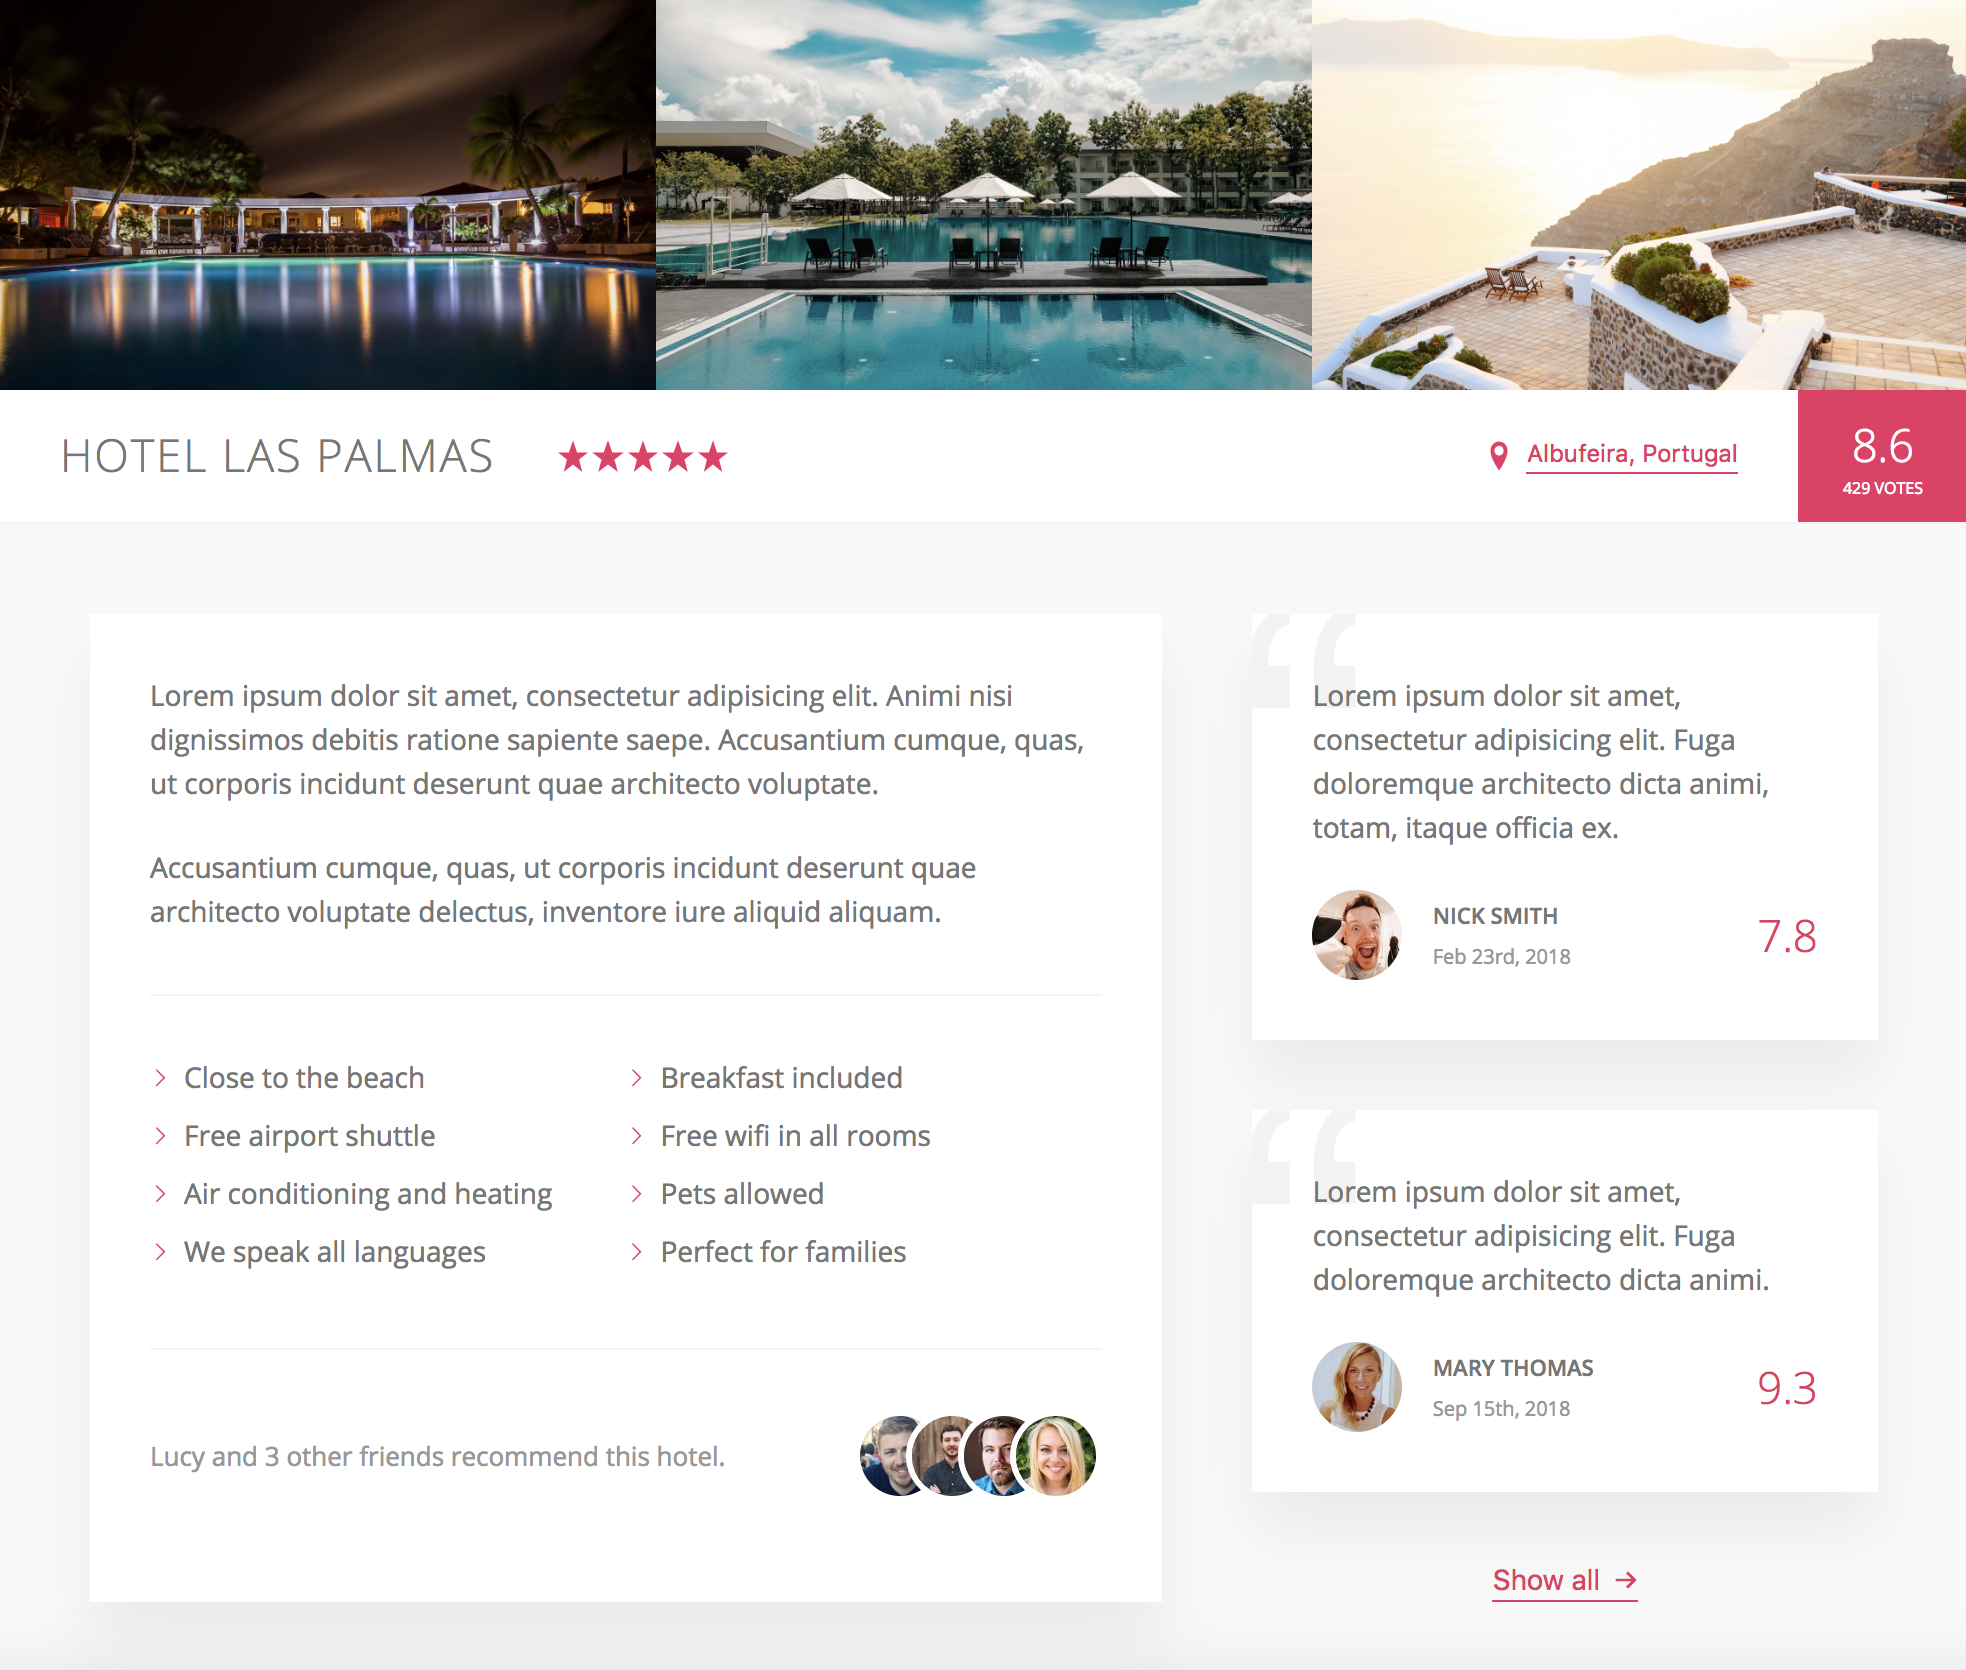 HOTEL LAS PALMAS
Albufeira, Portugal
8.6
429 VOTES
Lorem ipsum dolor sit amet, consectetur adipisicing elit. Animi nisi
dignissimos debitis ratione sapiente saepe. Accusantium cumque, quas,
ut corporis incidunt deserunt quae architecto voluptate.
Accusantium cumque, quas, ut corporis incidunt deserunt quae
architecto voluptate delectus, inventore iure aliquid aliquam.
Close to the beach
Breakfast included
Free airport shuttle
Free wifi in all rooms
Air conditioning and heating
Pets allowed
We speak all languages
Perfect for families
Lucy and 3 other friends recommend this hotel.
“
Lorem ipsum dolor sit amet,
consectetur adipisicing elit. Fuga
doloremque architecto dicta animi,
totam, itaque officia ex.
NICK SMITH
Feb 23rd, 2018
7.8
“
Lorem ipsum dolor sit amet,
consectetur adipisicing elit. Fuga
doloremque architecto dicta animi.
MARY THOMAS
Sep 15th, 2018
9.3
Show all →